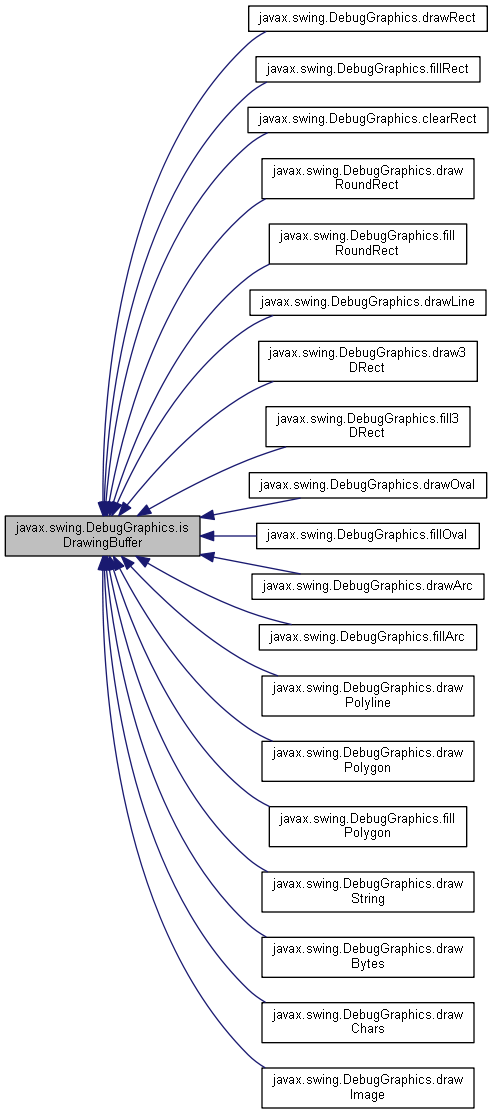 javax.swing.DebugGraphics.drawRect
javax.swing.DebugGraphics.fillRect
javax.swing.DebugGraphics.clearRect
javax.swing.DebugGraphics.draw
RoundRect
javax.swing.DebugGraphics.fill
RoundRect
javax.swing.DebugGraphics.drawLine
javax.swing.DebugGraphics.draw3
DRect
javax.swing.DebugGraphics.fill3
DRect
javax.swing.DebugGraphics.drawOval
javax.swing.DebugGraphics.is
DrawingBuffer
javax.swing.DebugGraphics.fillOval
javax.swing.DebugGraphics.drawArc
javax.swing.DebugGraphics.fillArc
javax.swing.DebugGraphics.draw
Polyline
javax.swing.DebugGraphics.draw
Polygon
javax.swing.DebugGraphics.fill
Polygon
javax.swing.DebugGraphics.draw
String
javax.swing.DebugGraphics.draw
Bytes
javax.swing.DebugGraphics.draw
Chars
javax.swing.DebugGraphics.draw
Image